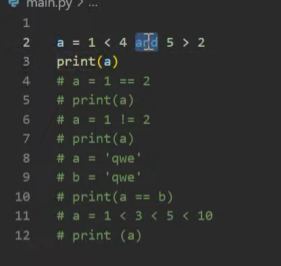 main.py > ...
1
2 a = 1 < 4 and 5 > 2
3 print(a)
4 # a = 1 == 2
5 # print(a)
6 # a = 1 != 2
7 # print(a)
8 # a = 'qwe'
9 # b = 'qwe'
10 # print(a == b)
11 # a = 1 < 3 < 5 < 10
12 # print (a)